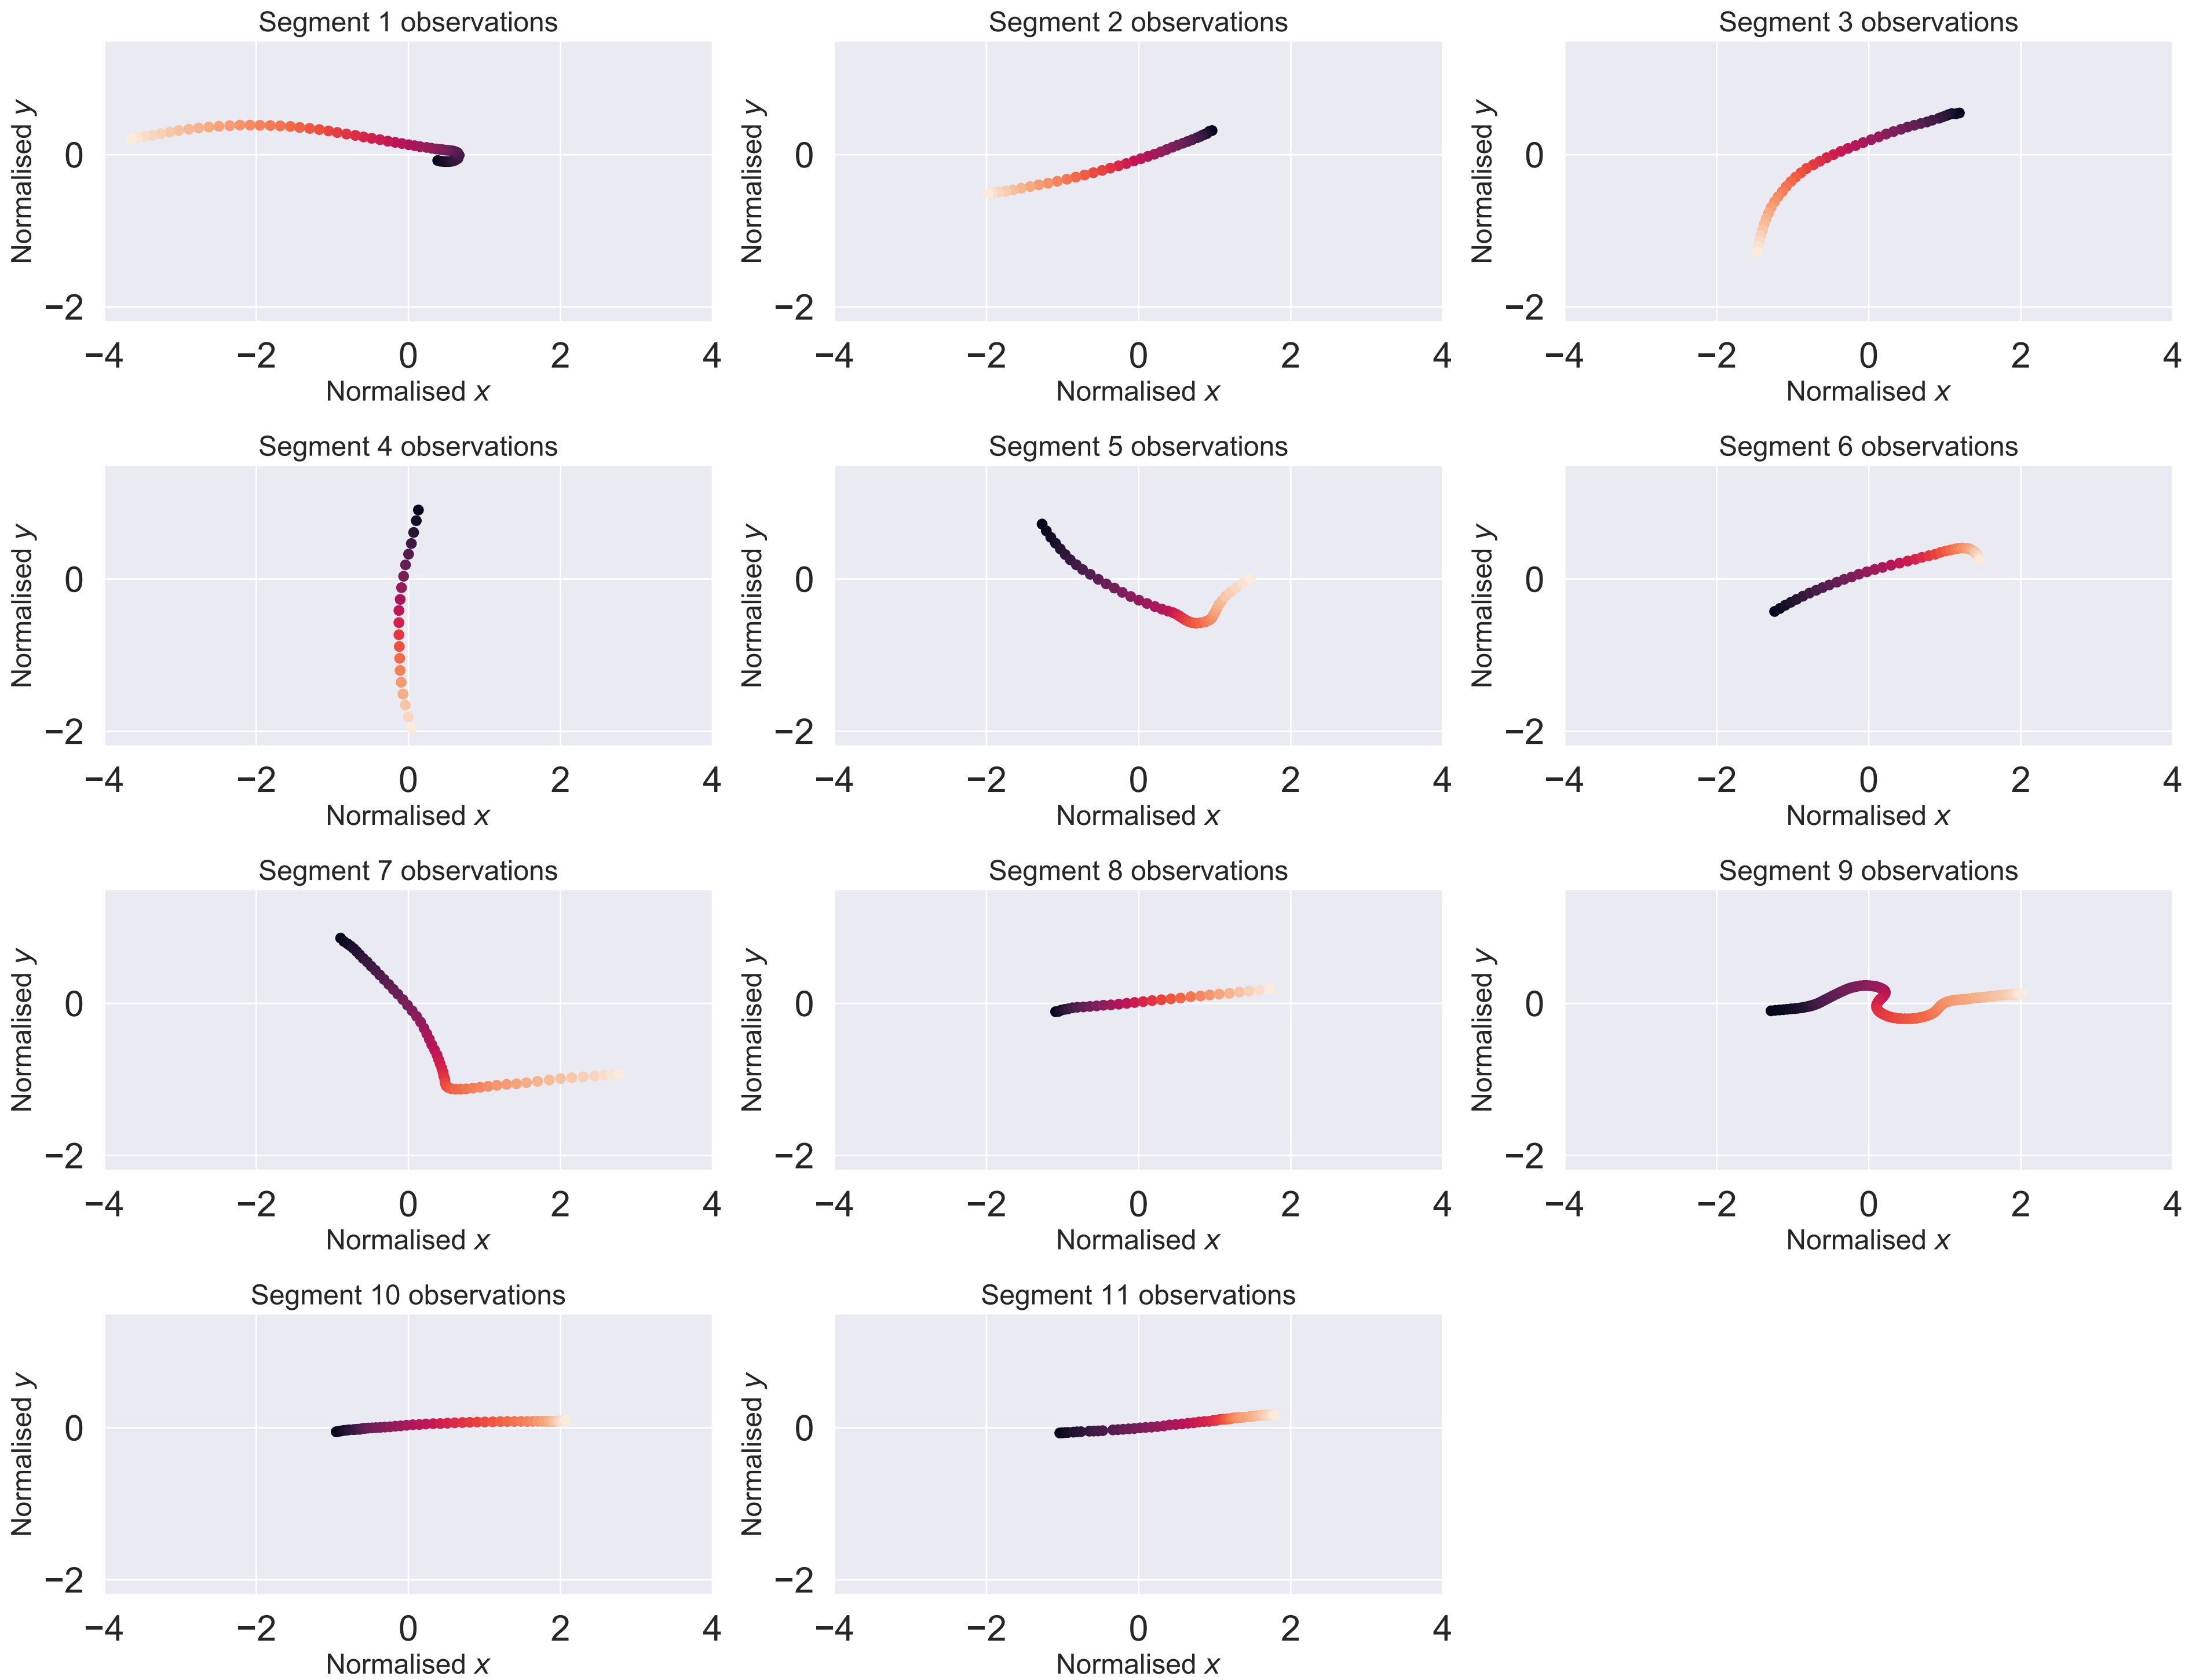 Segment 1 observations
Normalised y
0
−2
−4 −2 0 2 4
Normalised x
Segment 2 observations
Normalised y
0
−2
−4 −2 0 2 4
Normalised x
Segment 3 observations
Normalised y
0
−2
−4 −2 0 2 4
Normalised x
Segment 4 observations
Normalised y
0
−2
−4 −2 0 2 4
Normalised x
Segment 5 observations
Normalised y
0
−2
−4 −2 0 2 4
Normalised x
Segment 6 observations
Normalised y
0
−2
−4 −2 0 2 4
Normalised x
Segment 7 observations
Normalised y
0
−2
−4 −2 0 2 4
Normalised x
Segment 8 observations
Normalised y
0
−2
−4 −2 0 2 4
Normalised x
Segment 9 observations
Normalised y
0
−2
−4 −2 0 2 4
Normalised x
Segment 10 observations
Normalised y
0
−2
−4 −2 0 2 4
Normalised x
Segment 11 observations
Normalised y
0
−2
−4 −2 0 2 4
Normalised x